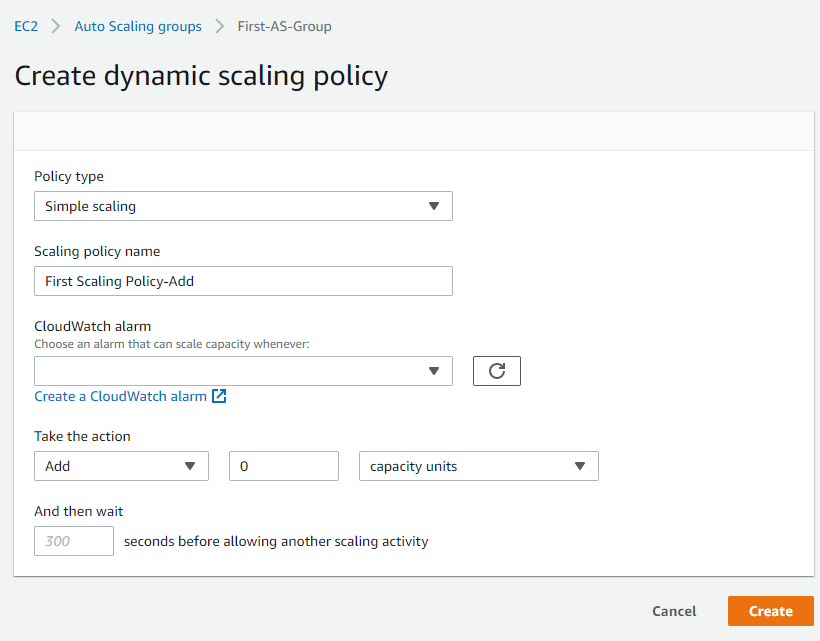 EC2 > Auto Scaling groups > First-AS-Group
Create dynamic scaling policy
Policy type
Simple scaling
Scaling policy name
First Scaling Policy-Add
CloudWatch alarm
Choose an alarm that can scale capacity whenever:
Create a CloudWatch alarm
Take the action
Add 0 capacity units
And then wait
300 seconds before allowing another scaling activity
Cancel Create